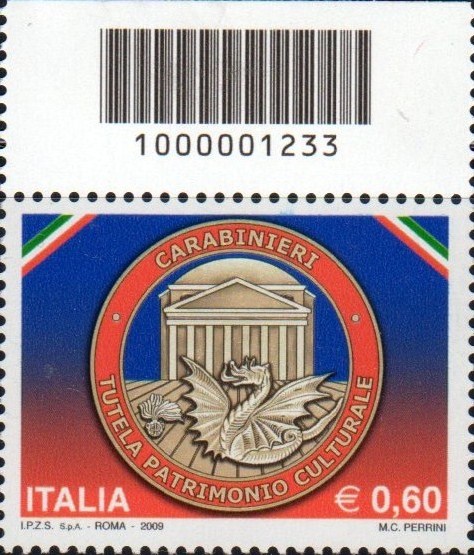 1000001233
CARABINIERI
TUTELA PATRIMONIO CULTURALE
ITALIA
€ 0,60
I.P.Z.S. S.p.A. - ROMA - 2009
M.C. PERRINI